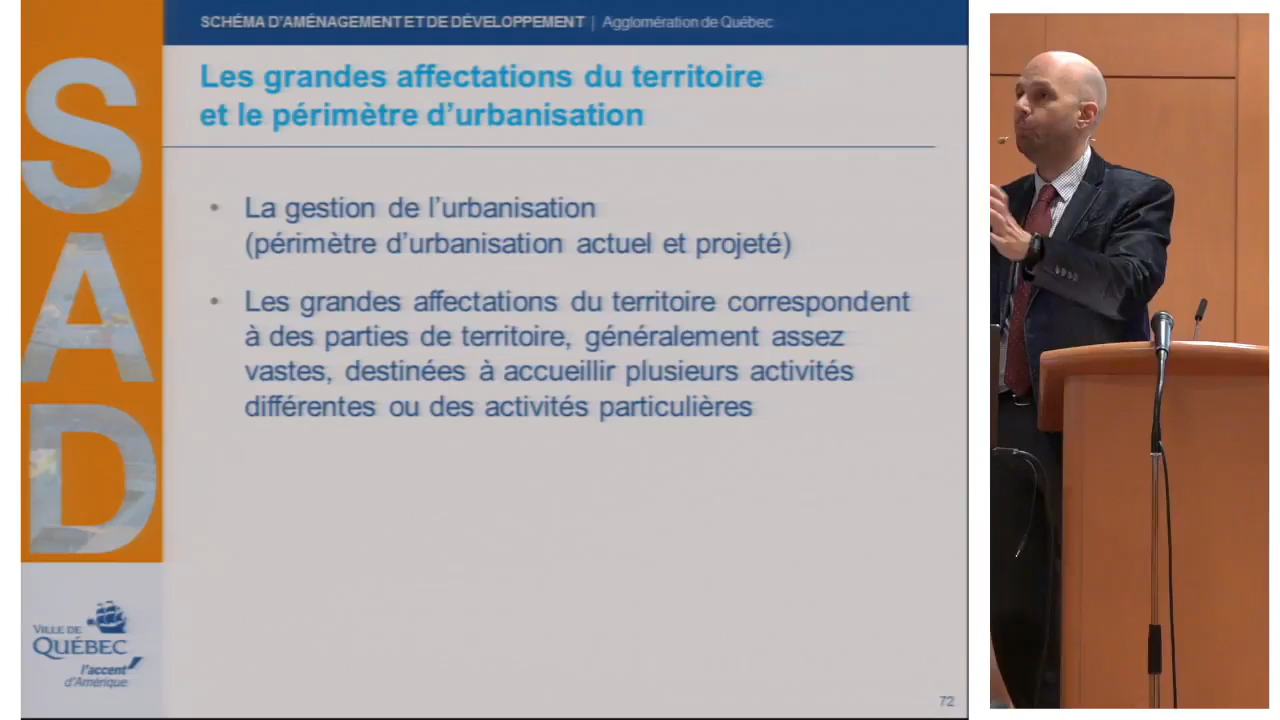 SCHÉMA D'AMÉNAGEMENT ET DE DÉVELOPPEMENT | Agglomération de Québec
SAD
Les grandes affectations du territoire
et le périmètre d'urbanisation
• La gestion de l'urbanisation
(périmètre d'urbanisation actuel et projeté)
• Les grandes affectations du territoire correspondent
à des parties de territoire, généralement assez
vastes, destinées à accueillir plusieurs activités
différentes ou des activités particulières
VILLE DE
QUÉBEC
l'accent
d'Amérique
72